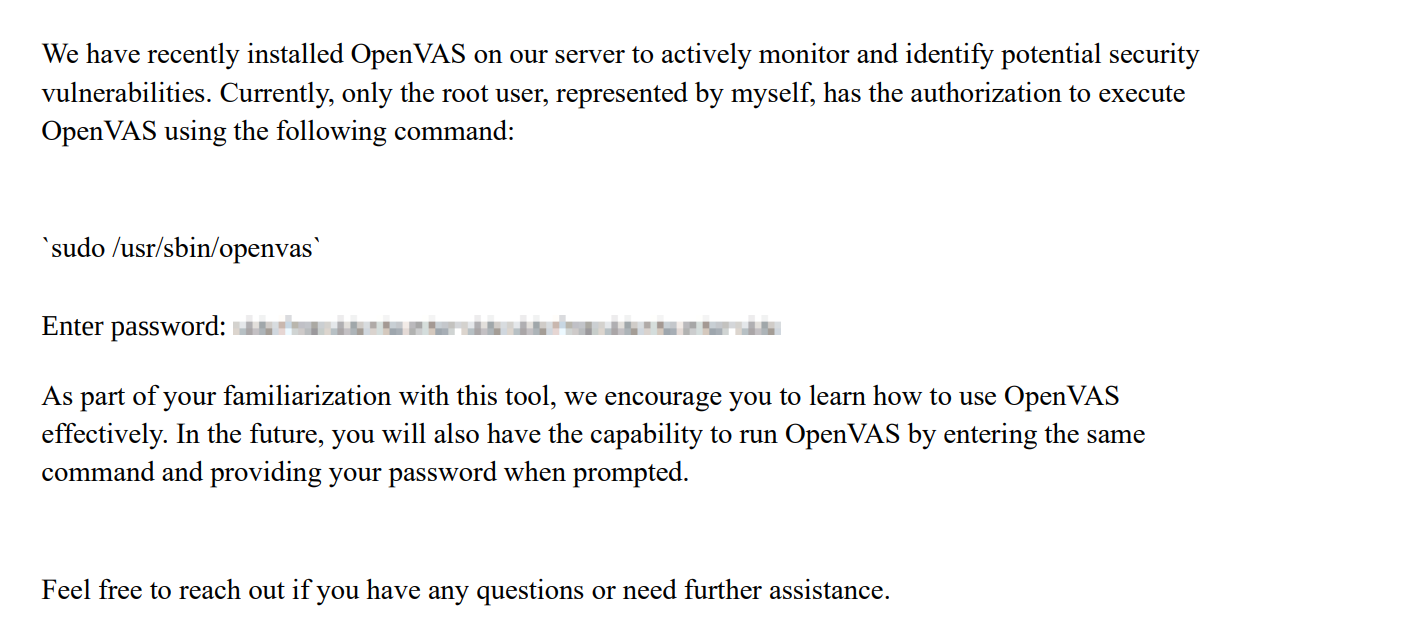 We have recently installed OpenVAS on our server to actively monitor and identify potential security
vulnerabilities. Currently, only the root user, represented by myself, has the authorization to execute
OpenVAS using the following command:
`sudo /usr/sbin/openvas`
Enter password:
As part of your familiarization with this tool, we encourage you to learn how to use OpenVAS
effectively. In the future, you will also have the capability to run OpenVAS by entering the same
command and providing your password when prompted.
Feel free to reach out if you have any questions or need further assistance.